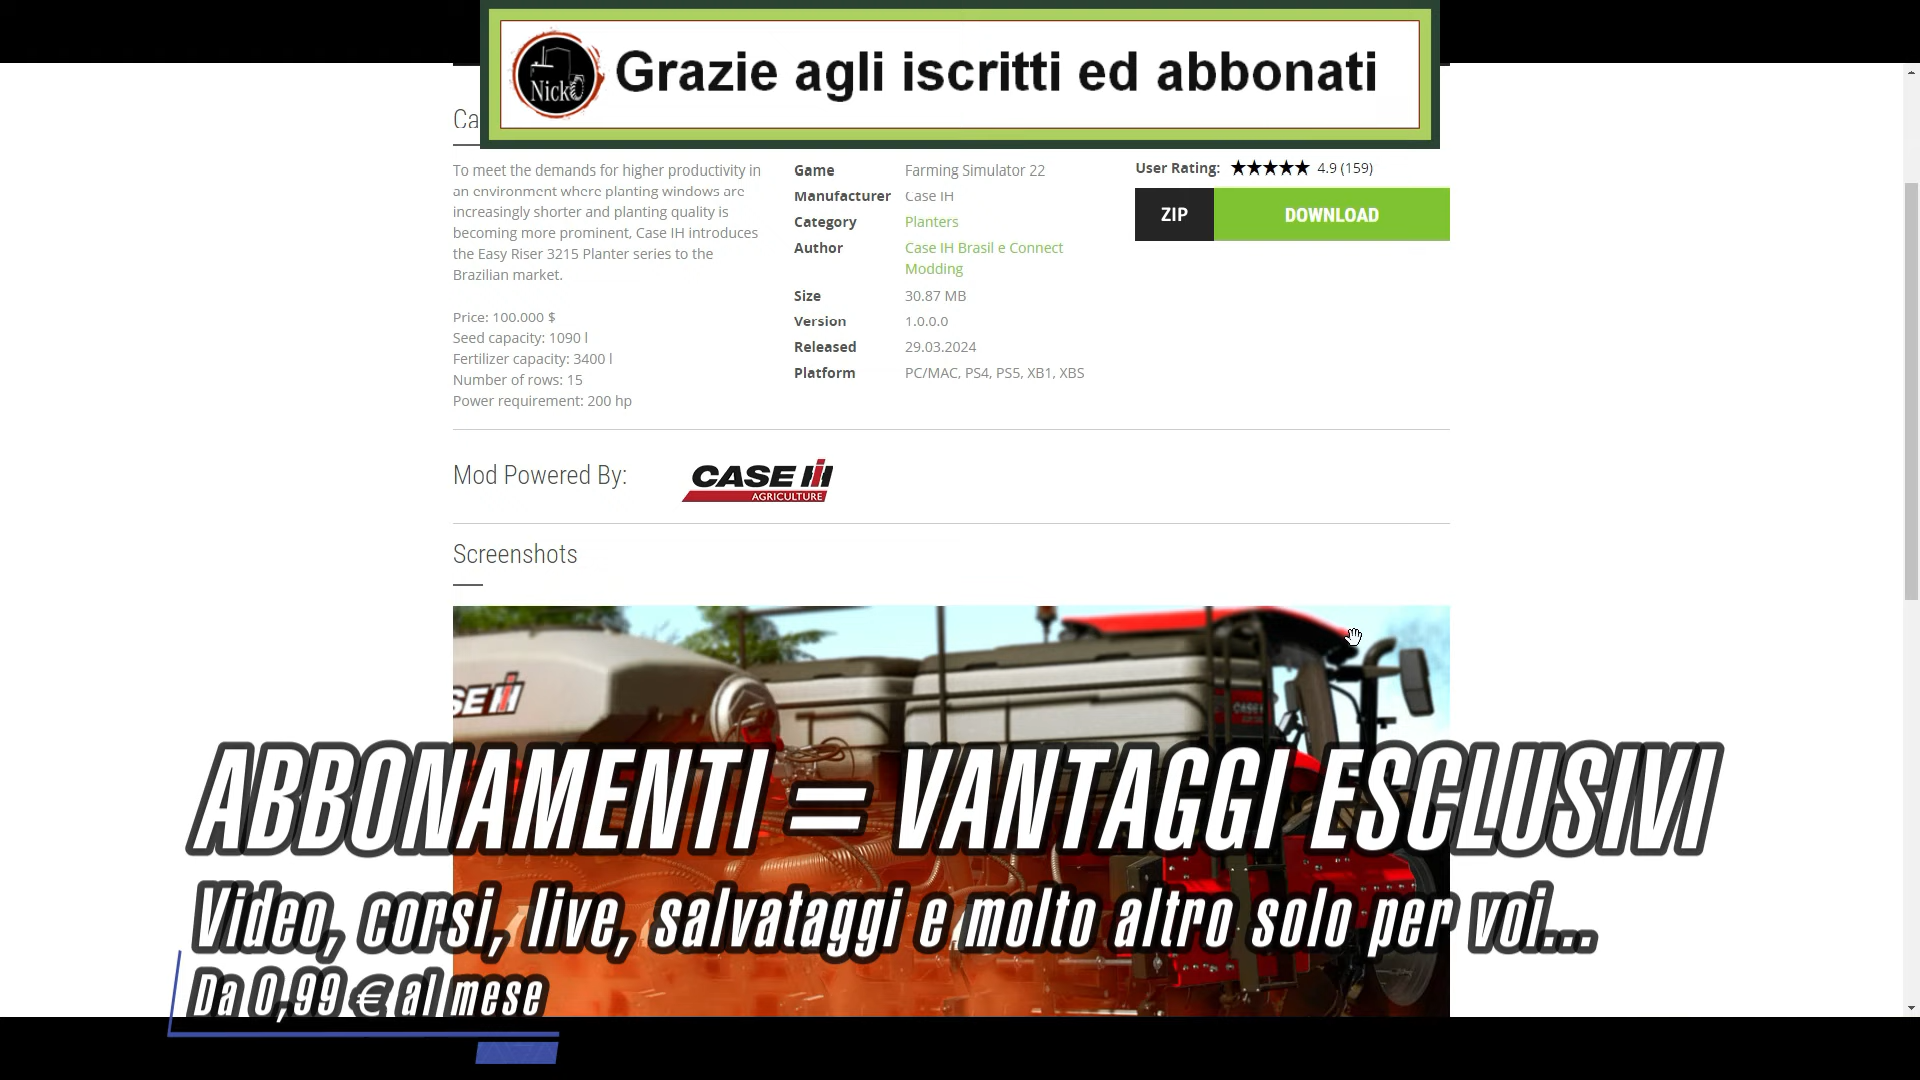 Nick
Grazie agli iscritti ed abbonati
Ca
To meet the demands for higher productivity in
an environment where planting windows are
increasingly shorter and planting quality is
becoming more prominent, Case IH introduces
the Easy Riser 3215 Planter series to the
Brazilian market.
Price: 100.000 $
Seed capacity: 1090 l
Fertilizer capacity: 3400 l
Number of rows: 15
Power requirement: 200 hp
Game Farming Simulator 22
Manufacturer Case IH
Category Planters
Author Case IH Brasil e Connect
Modding
Size 30.87 MB
Version 1.0.0.0
Released 29.03.2024
Platform PC/MAC, PS4, PS5, XB1, XBS
User Rating: ★★★★★ 4.9 (159)
ZIP DOWNLOAD
Mod Powered By:
CASE IH
AGRICULTURE
Screenshots
SE IH
CASE IH
ABBONAMENTI = VANTAGGI ESCLUSIVI
Video, corsi, live, salvataggi e molto altro solo per voi...
Da 0,99 € al mese